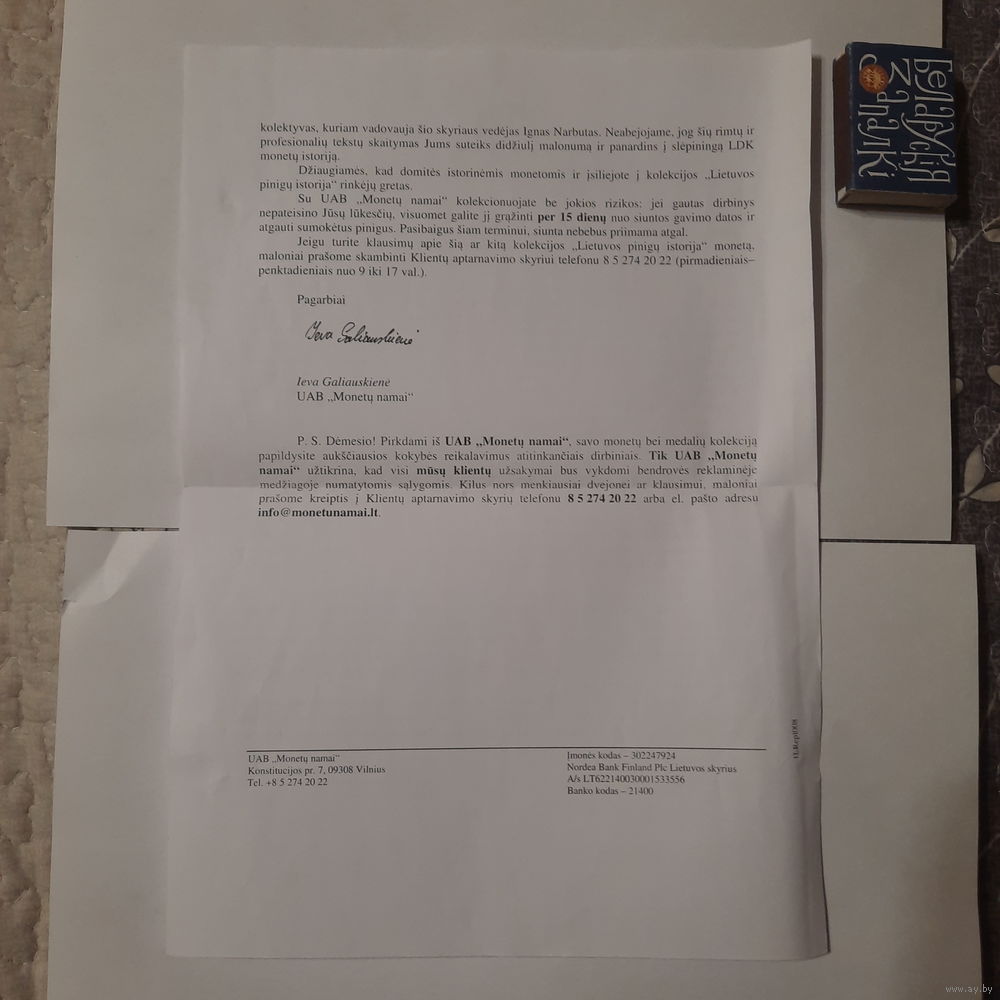 kolektyvas, kuriam vadovauja šio skyriaus vedėjas Ignas Narbutas. Neabejojame, jog šių rimtų ir
profesionalių tekstų skaitymas Jums suteiks didžiulį malonumą ir panardins į slėpiningą LDK
monetų istoriją.
Džiaugiamės, kad domitės istorinėmis monetomis ir įsiliejote į kolekcijos „Lietuvos
pinigų istorija“ rinkėjų gretas.
Su UAB „Monetų namai“ kolekcionuojate be jokios rizikos: jei gautas dirbinys
nepateisino Jūsų lūkesčių, visuomet galite jį grąžinti per 15 dienų nuo siuntos gavimo datos ir
atgauti sumokėtus pinigus. Pasibaigus šiam terminui, siunta nebebus priimama atgal.
Jeigu turite klausimų apie šią ar kitą kolekcijos „Lietuvos pinigų istorija“ monetą,
maloniai prašome skambinti Klientų aptarnavimo skyriui telefonu 8 5 274 20 22 (pirmadieniais–
penktadieniais nuo 9 iki 17 val.).
Pagarbiai
Ieva Galiauskienė
Ieva Galiauskienė
UAB „Monetų namai“
P. S. Dėmesio! Pirkdami iš UAB „Monetų namai“, savo monetų bei medalių kolekciją
papildysite aukščiausios kokybės reikalavimus atitinkančiais dirbiniais. Tik UAB „Monetų
namai“ užtikrina, kad visi mūsų klientų užsakymai bus vykdomi bendrovės reklaminėje
medžiagoje numatytomis sąlygomis. Kilus nors menkiausiai dvejonei ar klausimui, maloniai
prašome kreiptis į Klientų aptarnavimo skyrių telefonu 8 5 274 20 22 arba el. pašto adresu
info@monetunamai.lt.
UAB „Monetų namai“
Konstitucijos pr. 7, 09308 Vilnius
Tel. +8 5 274 20 22
Įmonės kodas – 302247924
Nordea Bank Finland Plc Lietuvos skyrius
A/s LT622140030001533556
Banko kodas – 21400
Беларускія
Запалкі
www.ay.by